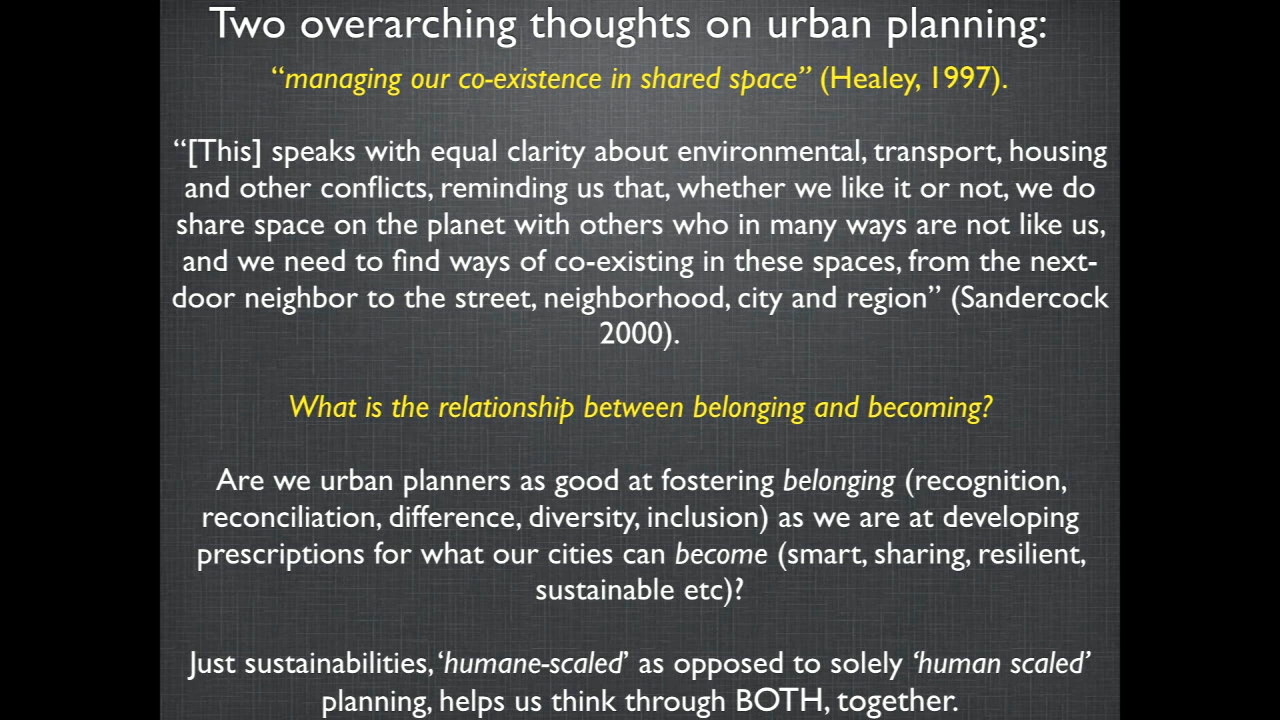 Two overarching thoughts on urban planning:
“managing our co-existence in shared space” (Healey, 1997).
“[This] speaks with equal clarity about environmental, transport, housing
and other conflicts, reminding us that, whether we like it or not, we do
share space on the planet with others who in many ways are not like us,
and we need to find ways of co-existing in these spaces, from the next-
door neighbor to the street, neighborhood, city and region” (Sandercock
2000).
What is the relationship between belonging and becoming?
Are we urban planners as good at fostering belonging (recognition,
reconciliation, difference, diversity, inclusion) as we are at developing
prescriptions for what our cities can become (smart, sharing, resilient,
sustainable etc)?
Just sustainabilities, ‘humane-scaled’ as opposed to solely ‘human scaled’
planning, helps us think through BOTH, together.